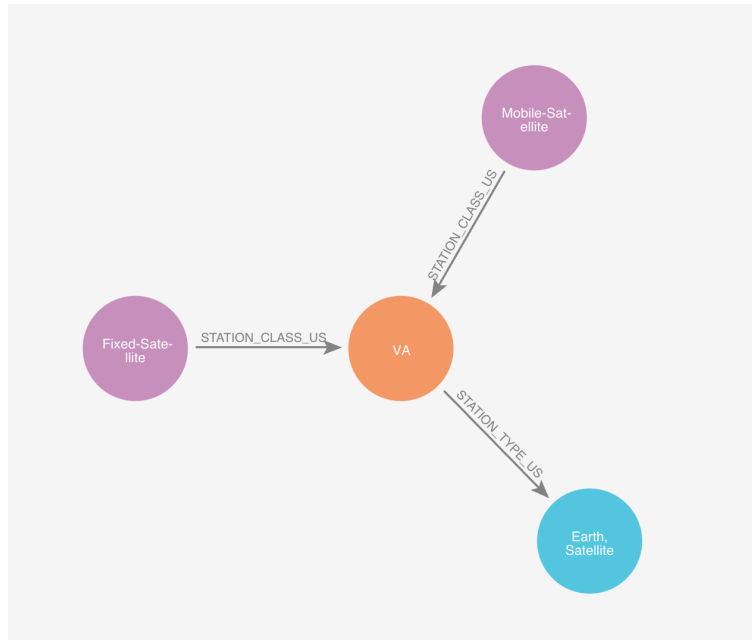 Mobile-Sat-
ellite
STATION_CLASS_US
Fixed-Sate-
llite
STATION_CLASS_US
VA
STATION_TYPE_US
Earth,
Satellite